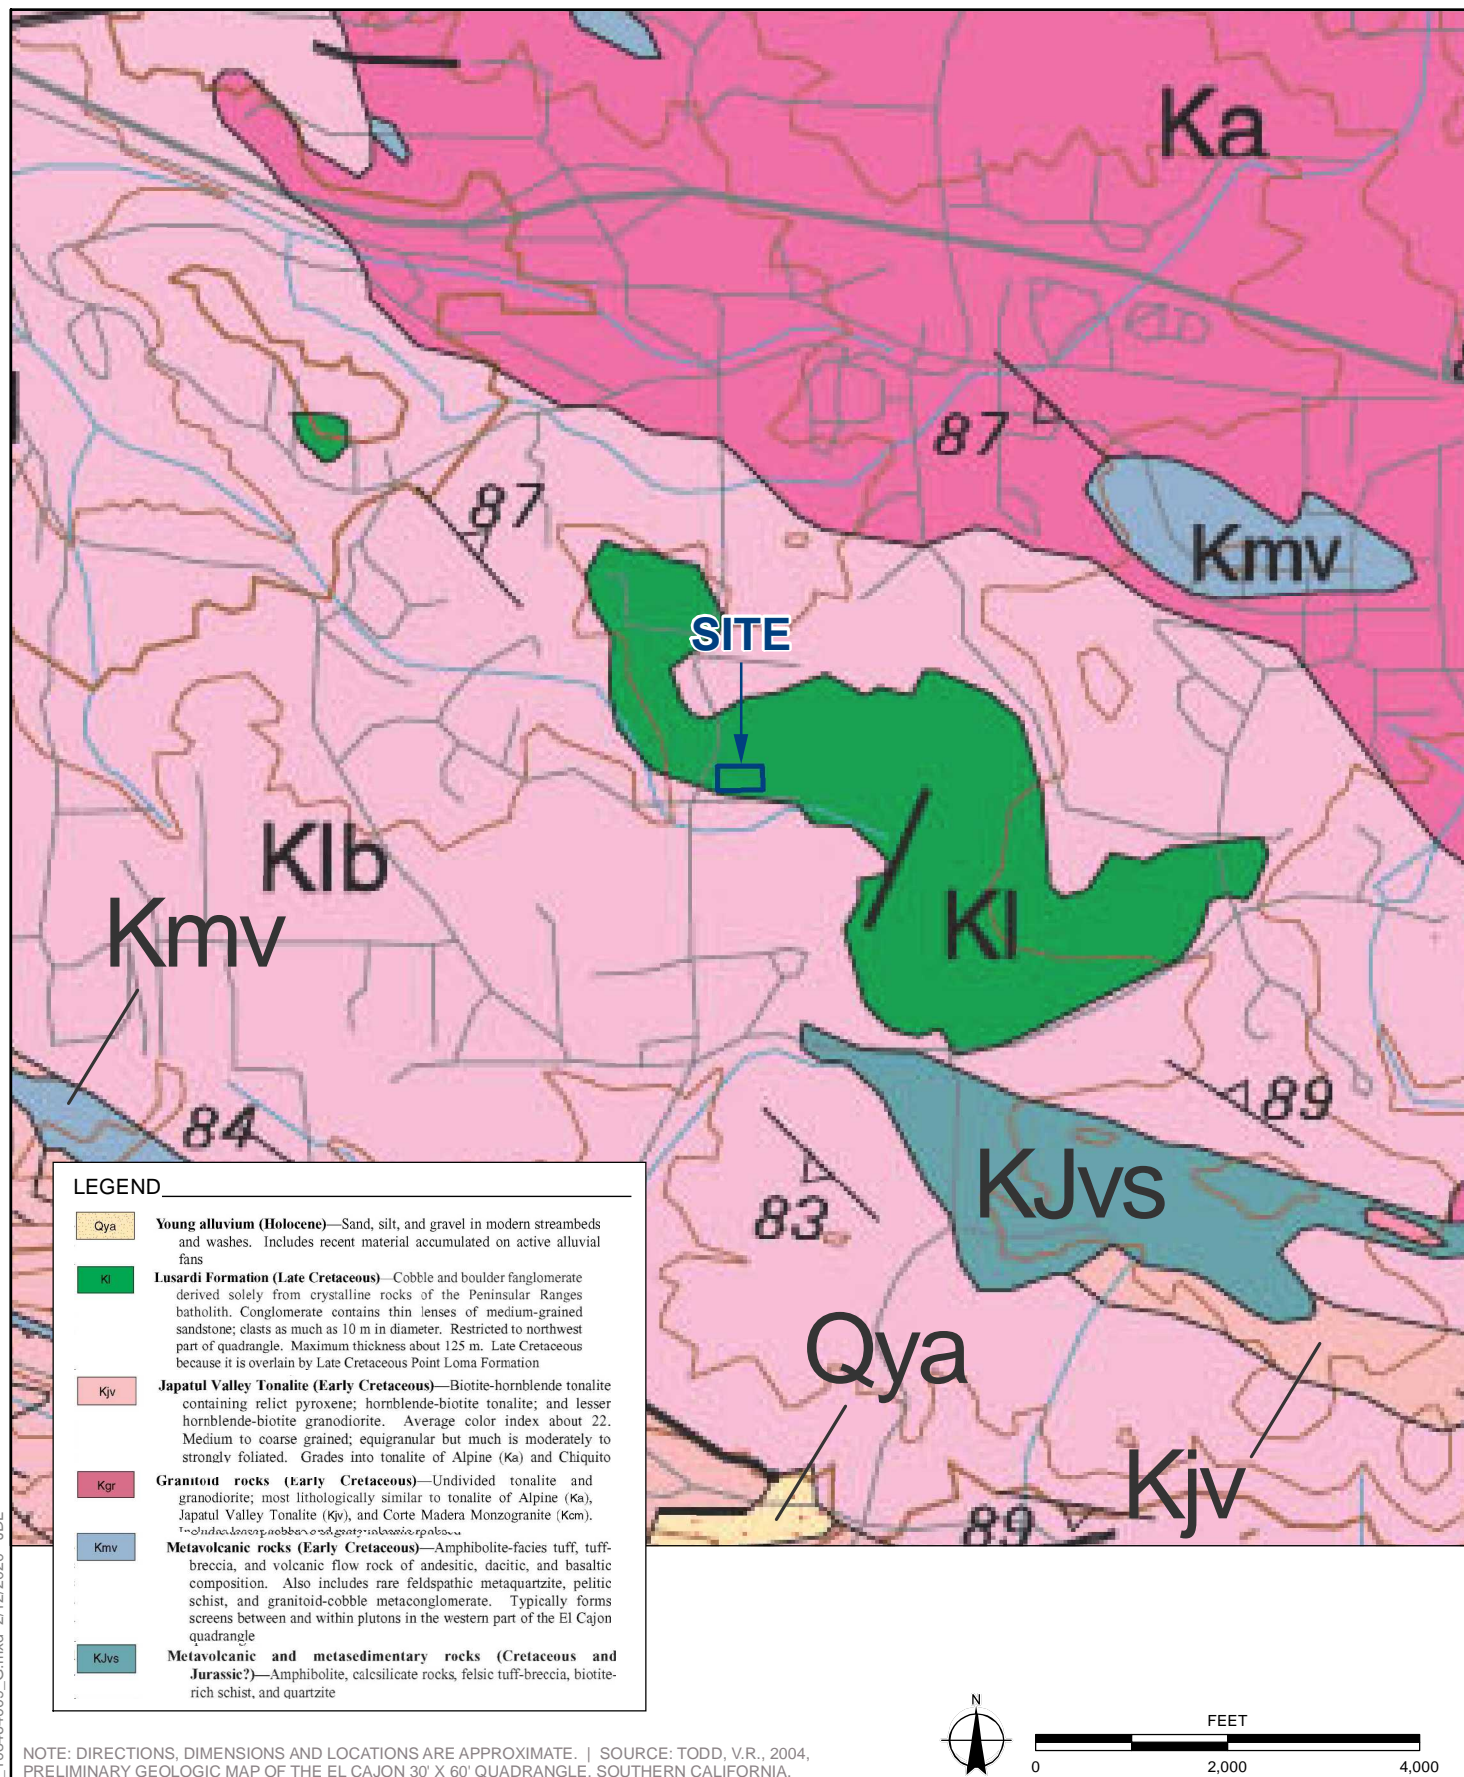 Ka
87
Kmv
87
SITE
Klb
Kmv
Kl
84
89
KJvs
83
Qya
Kjv
89
LEGEND
Qya
Young alluvium (Holocene)—Sand, silt, and gravel in modern streambeds
and washes. Includes recent material accumulated on active alluvial
fans
Kl
Lusardi Formation (Late Cretaceous)—Cobble and boulder fanglomerate
derived solely from crystalline rocks of the Peninsular Ranges
batholith. Conglomerate contains thin lenses of medium-grained
sandstone; clasts as much as 10 m in diameter. Restricted to northwest
part of quadrangle. Maximum thickness about 125 m. Late Cretaceous
because it is overlain by Late Cretaceous Point Loma Formation
Kjv
Japatul Valley Tonalite (Early Cretaceous)—Biotite-hornblende tonalite
containing relict pyroxene; hornblende-biotite tonalite; and lesser
hornblende-biotite granodiorite. Average color index about 22.
Medium to coarse grained; equigranular but much is moderately to
strongly foliated. Grades into tonalite of Alpine (Ka) and Chiquito
Kgr
Granitoid rocks (Early Cretaceous)—Undivided tonalite and
granodiorite; most lithologically similar to tonalite of Alpine (Ka),
Japatul Valley Tonalite (Kjv), and Corte Madera Monzogranite (Kcm).
Kmv
Metavolcanic rocks (Early Cretaceous)—Amphibolite-facies tuff, tuff-
breccia, and volcanic flow rock of andesitic, dacitic, and basaltic
composition. Also includes rare feldspathic metaquartzite, pelitic
schist, and granitoid-cobble metaconglomerate. Typically forms
screens between and within plutons in the western part of the El Cajon
quadrangle
KJvs
Metavolcanic and metasedimentary rocks (Cretaceous and
Jurassic?)—Amphibolite, calcsilicate rocks, felsic tuff-breccia, biotite-
rich schist, and quartzite
NOTE: DIRECTIONS, DIMENSIONS AND LOCATIONS ARE APPROXIMATE. | SOURCE: TODD, V.R., 2004,
PRELIMINARY GEOLOGIC MAP OF THE EL CAJON 30' X 60' QUADRANGLE, SOUTHERN CALIFORNIA.
N
FEET
0 2,000 4,000